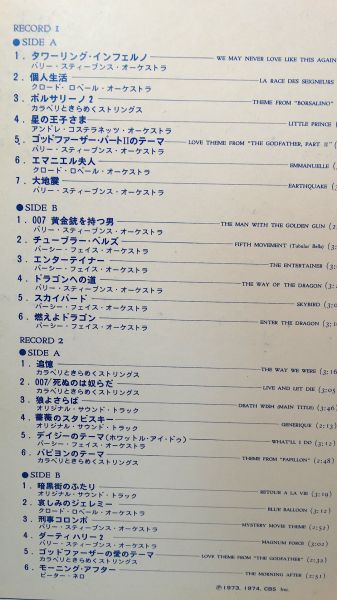 RECORD 1
●SIDE A
1. タワーリング・インフェルノ WE MAY NEVER LOVE LIKE THIS AGAIN
バリー・スティーブンス・オーケストラ
2. 個人生活 LA RACE DES SEIGNEURS
クロード・ロベール・オーケストラ
3. ボルサリーノ2 THEME FROM "BORSALINO"
カラベリときらめくストリングス
4. 星の王子さま LITTLE PRINCE
アンドレ・コステラネッツ・オーケストラ
5. ゴッドファーザー・パートIIのテーマ LOVE THEME FROM "THE GODFATHER, PART II"
バリー・スティーブンス・オーケストラ
6. エマニエル夫人 EMMANUELLE
クロード・ロベール・オーケストラ
7. 大地震 EARTHQUAKE
バリー・スティーブンス・オーケストラ
●SIDE B
1. 007 黄金銃を持つ男 THE MAN WITH THE GOLDEN GUN
バリー・スティーブンス・オーケストラ
2. チューブラー・ベルズ FIFTH MOVEMENT (Tubular Bells)
パーシー・フェイス・オーケストラ
3. エンターテイナー THE ENTERTAINER
パーシー・フェイス・オーケストラ
4. ドラゴンへの道 THE WAY OF THE DRAGON
バリー・スティーブンス・オーケストラ
5. スカイバード SKYBIRD
パーシー・フェイス・オーケストラ
6. 燃えよドラゴン ENTER THE DRAGON
バリー・スティーブンス・オーケストラ
RECORD 2
●SIDE A
1. 追憶 THE WAY WE WERE (3:16
カラベリときらめくストリングス
2. 007/死ぬのは奴らだ LIVE AND LET DIE (3:05
カラベリときらめくストリングス
3. 狼よさらば DEATH WISH (MAIN TITLE) (3:46)
オリジナル・サウンド・トラック
4. 薔薇のスタビスキー GENERIQUE (2:13)
オリジナル・サウンド・トラック
5. デイジーのテーマ(ホワットル・アイ・ドゥ) WHAT'LL I DO (3:12)
パーシー・フェイス・オーケストラ
6. パピヨンのテーマ THEME FROM "PAPILLON" (2:48)
カラベリときらめくストリングス
●SIDE B
1. 暗黒街のふたり RETOUR A LA VIE (3:19)
オリジナル・サウンド・トラック
2. 哀しみのジェレミー BLUE BALLOON (3:12)
クロード・ロベール・オーケストラ
3. 刑事コロンボ MYSTERY MOVIE THEME (2:52)
バリー・スティーブンス・オーケストラ
4. ダーティハリー2 MAGNUM FORCE (3:02)
バリー・スティーブンス・オーケストラ
5. ゴッドファーザーの愛のテーマ LOVE THEME FROM "THE GODFATHER" (2:32)
カラベリときらめくストリングス
6. モーニング・アフター THE MORNING AFTER (2:51)
ピーター・ネロ
Ⓟ1973, 1974, CBS Inc.